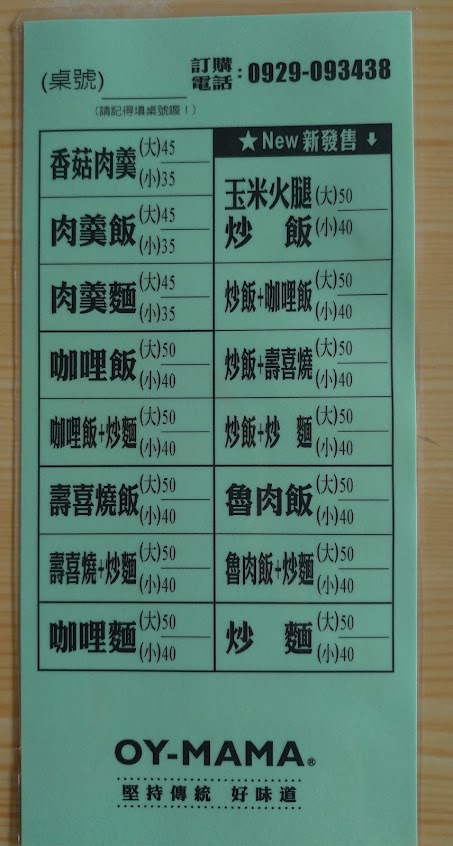 (桌號)
訂購電話：0929-093438
(請記得填桌號喔！)
香菇肉羹 (大)45
(小)35
肉羹飯 (大)45
(小)35
肉羹麵 (大)45
(小)35
咖哩飯 (大)50
(小)40
咖哩飯+炒麵 (大)50
(小)40
壽喜燒飯 (大)50
(小)40
壽喜燒+炒麵 (大)50
(小)40
咖哩麵 (大)50
(小)40
★New新發售⬇
玉米火腿 (大)50
炒 飯 (小)40
炒飯+咖哩飯 (大)50
(小)40
炒飯+壽喜燒 (大)50
(小)40
炒飯+炒 麵 (大)50
(小)40
魯肉飯 (大)50
(小)40
魯肉飯+炒麵 (大)50
(小)40
炒 麵 (大)50
(小)40
OY-MAMA®
堅持傳統 好味道